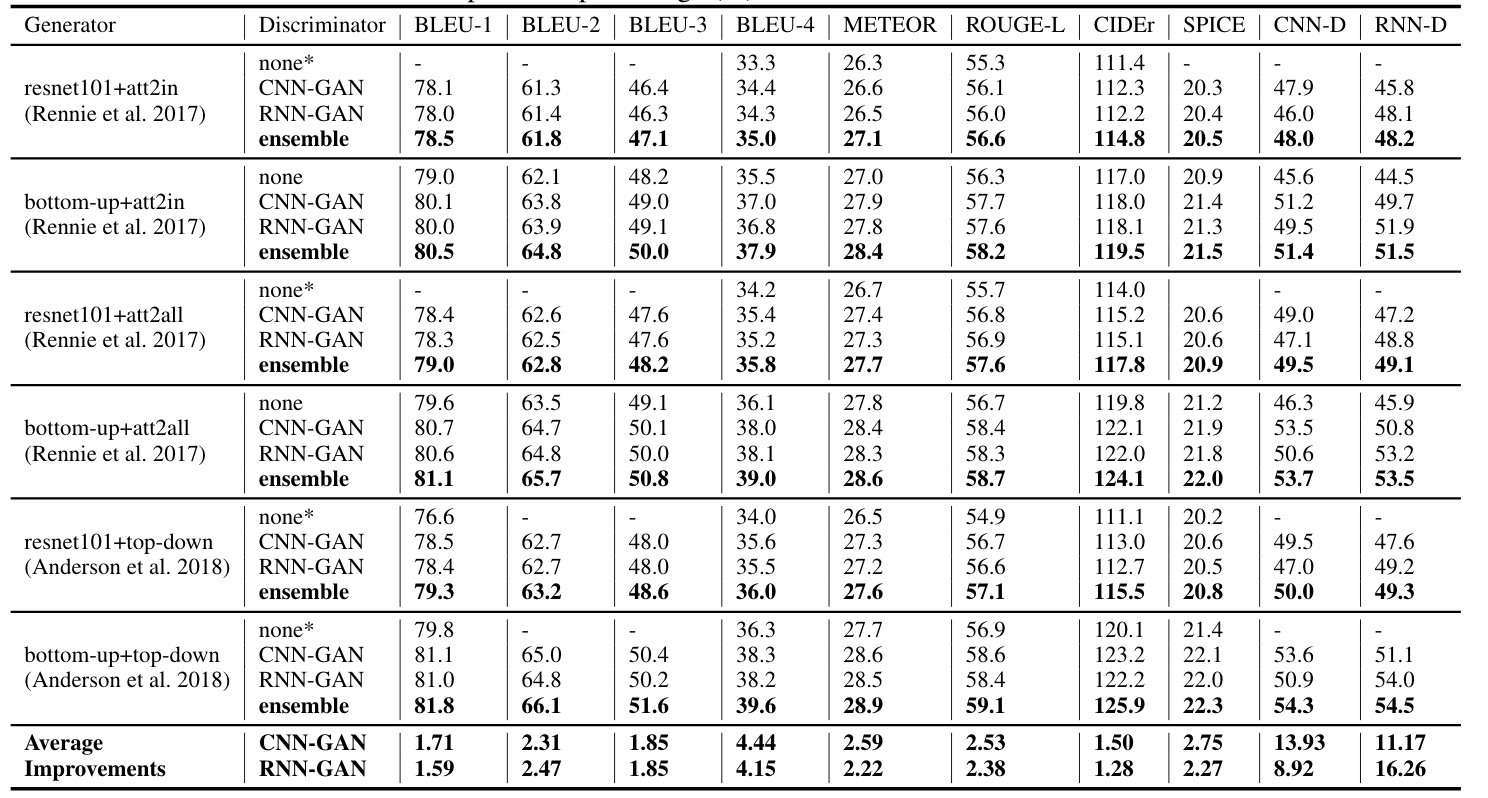 Generator Discriminator BLEU-1 BLEU-2 BLEU-3 BLEU-4 METEOR ROUGE-L CIDEr SPICE CNN-D RNN-D
none* - - - 33.3 26.3 55.3 111.4 - - -
resnet101+att2in CNN-GAN 78.1 61.3 46.4 34.4 26.6 56.1 112.3 20.3 47.9 45.8
(Rennie et al. 2017) RNN-GAN 78.0 61.4 46.3 34.3 26.5 56.0 112.2 20.4 46.0 48.1
ensemble 78.5 61.8 47.1 35.0 27.1 56.6 114.8 20.5 48.0 48.2
none 79.0 62.1 48.2 35.5 27.0 56.3 117.0 20.9 45.6 44.5
bottom-up+att2in CNN-GAN 80.1 63.8 49.0 37.0 27.9 57.7 118.0 21.4 51.2 49.7
(Rennie et al. 2017) RNN-GAN 80.0 63.9 49.1 36.8 27.8 57.6 118.1 21.3 49.5 51.9
ensemble 80.5 64.8 50.0 37.9 28.4 58.2 119.5 21.5 51.4 51.5
none* - - - 34.2 26.7 55.7 114.0 - -
resnet101+att2all CNN-GAN 78.4 62.6 47.6 35.4 27.4 56.8 115.2 20.6 49.0 47.2
(Rennie et al. 2017) RNN-GAN 78.3 62.5 47.6 35.2 27.3 56.9 115.1 20.6 47.1 48.8
ensemble 79.0 62.8 48.2 35.8 27.7 57.6 117.8 20.9 49.5 49.1
none 79.6 63.5 49.1 36.1 27.8 56.7 119.8 21.2 46.3 45.9
bottom-up+att2all CNN-GAN 80.7 64.7 50.1 38.0 28.4 58.4 122.1 21.9 53.5 50.8
(Rennie et al. 2017) RNN-GAN 80.6 64.8 50.0 38.1 28.3 58.3 122.0 21.8 50.6 53.2
ensemble 81.1 65.7 50.8 39.0 28.6 58.7 124.1 22.0 53.7 53.5
none* 76.6 - - 34.0 26.5 54.9 111.1 20.2 - -
resnet101+top-down CNN-GAN 78.5 62.7 48.0 35.6 27.3 56.7 113.0 20.6 49.5 47.6
(Anderson et al. 2018) RNN-GAN 78.4 62.7 48.0 35.5 27.2 56.6 112.7 20.5 47.0 49.2
ensemble 79.3 63.2 48.6 36.0 27.6 57.1 115.5 20.8 50.0 49.3
none* 79.8 - - 36.3 27.7 56.9 120.1 21.4 - -
bottom-up+top-down CNN-GAN 81.1 65.0 50.4 38.3 28.6 58.6 123.2 22.1 53.6 51.1
(Anderson et al. 2018) RNN-GAN 81.0 64.8 50.2 38.2 28.5 58.4 122.2 22.0 50.9 54.0
ensemble 81.8 66.1 51.6 39.6 28.9 59.1 125.9 22.3 54.3 54.5
Average CNN-GAN 1.71 2.31 1.85 4.44 2.59 2.53 1.50 2.75 13.93 11.17
Improvements RNN-GAN 1.59 2.47 1.85 4.15 2.22 2.38 1.28 2.27 8.92 16.26